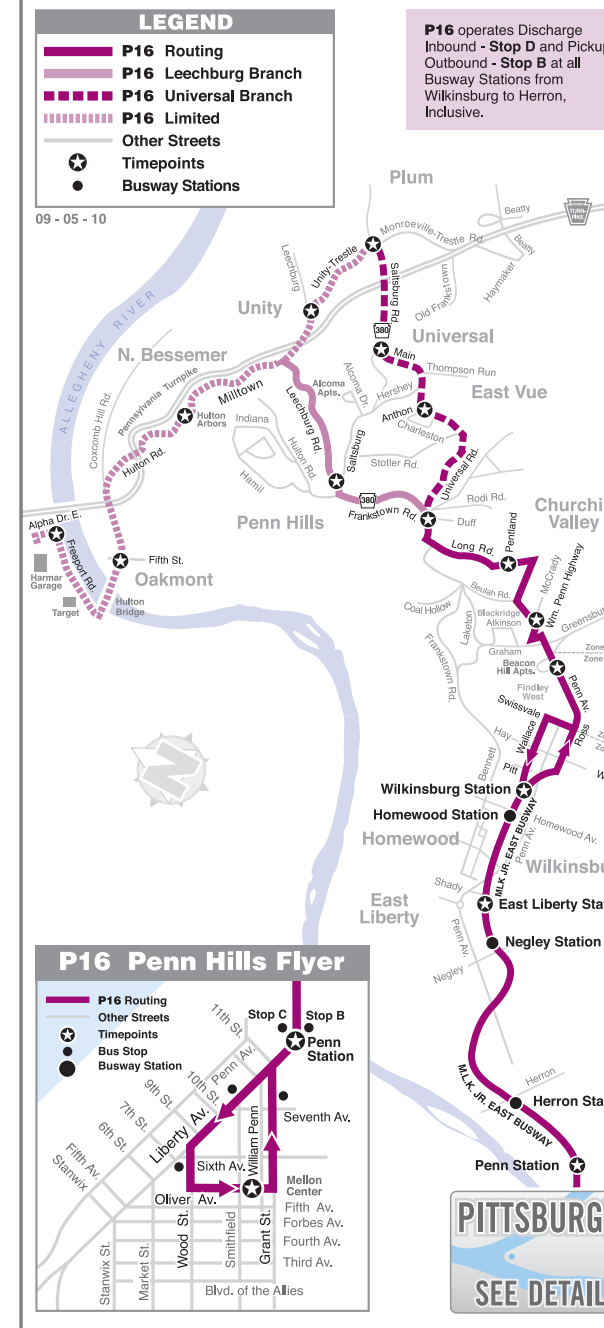 LEGEND
P16 Routing
P16 Leechburg Branch
P16 Universal Branch
P16 Limited
Other Streets
Timepoints
Busway Stations
09 - 05 - 10
P16 operates Discharge
Inbound - Stop D and Pickup
Outbound - Stop B at all
Busway Stations from
Wilkinsburg to Herron,
Inclusive.
Plum
Beatty
TURN-
PIKE
Monroeville-Trestle Rd.
Beatty
Haymaker
Old Frankstown
Leechburg
Unity-Trestle
Saltsburg Rd.
Unity
380
Universal
ALLEGHENY RIVER
N. Bessemer
Main
Thompson Run
Pennsylvania Turnpike
Milltown
Alcoma
Apts.
Alcoma Dr.
Hershey
East Vue
Coxcomb Hill Rd.
Hulton
Arbors
Indiana
Leechburg Rd.
Anthon
Charleston
Hulton Rd.
Hulton Rd.
Saltsburg
Stotler Rd.
Universal Rd.
Hamil
380
Rodi Rd.
Penn Hills
Frankstown Rd.
Duff
Churchi
Valley
Alpha Dr. E.
Freeport Rd.
Long Rd.
Pentland
Fifth St.
Oakmont
Harmar
Garage
Target
Hulton
Bridge
Beulah Rd.
McCrady
Wm. Penn Highway
Coal Hollow
Laketon
Blackridge
Atkinson
Greensbu
Frankstown Rd.
Graham
Zone
Zone
Beacon
Hill Apts.
Penn Av.
Findley
West
Swissvale
Wallace
Ross
Hay
Pitt
Bennett
N
Wilkinsburg Station
Homewood Station
Homewood Av.
Penn Av.
MLK JR. EAST BUSWAY
Homewood
Wilkinsbu
Shady
East
Liberty
East Liberty Sta
Penn Av.
Negley Station
Negley
Herron
M.L.K. JR. EAST BUSWAY
Herron Sta
Penn Station
PITTSBURG
SEE DETAIL
P16 Penn Hills Flyer
P16 Routing
Other Streets
Timepoints
Bus Stop
Busway Station
Stop C
Stop B
Penn
Station
11th St.
Penn Av.
10th St.
9th St.
7th St.
6th St.
Liberty Av.
Fifth Av.
Stanwix
Seventh Av.
William Penn
Sixth Av.
Mellon
Center
Oliver Av.
Fifth Av.
Forbes Av.
Fourth Av.
Third Av.
Stanwix St.
Market St.
Wood St.
Smithfield
Grant St.
Blvd. of the Allies